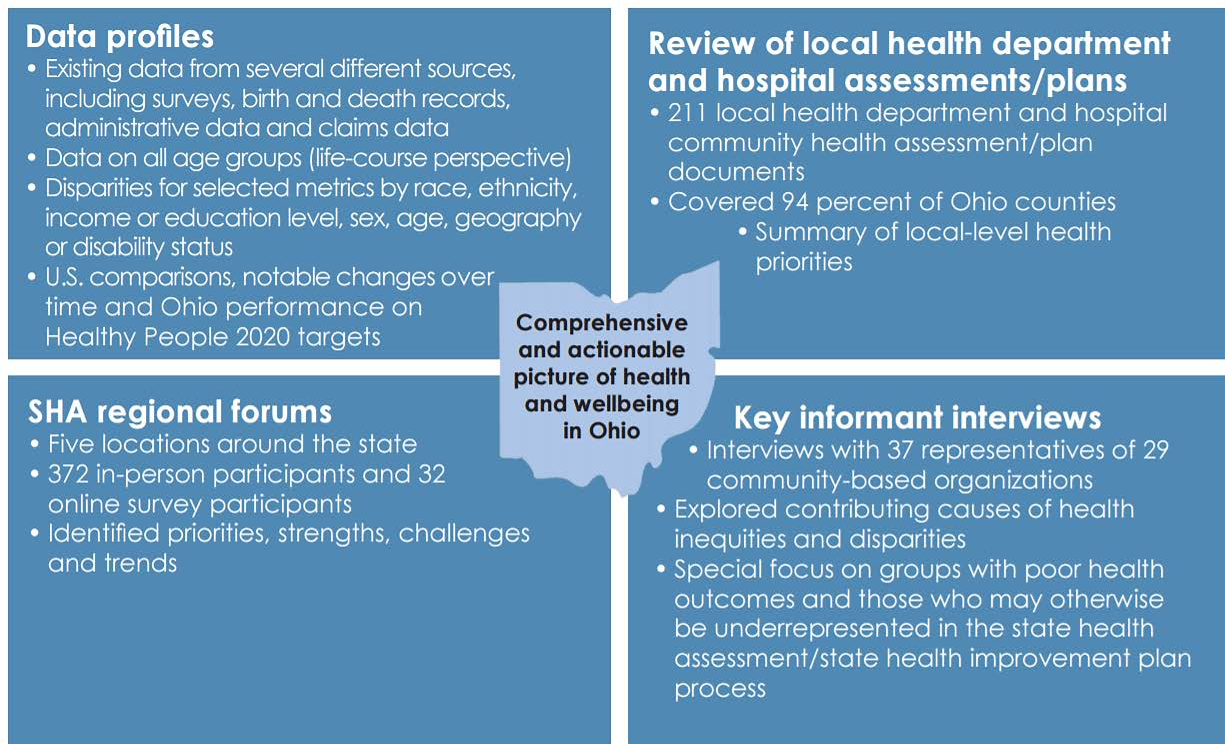 Data profiles
• Existing data from several different sources,
including surveys, birth and death records,
administrative data and claims data
• Data on all age groups (life-course perspective)
• Disparities for selected metrics by race, ethnicity,
income or education level, sex, age, geography
or disability status
• U.S. comparisons, notable changes over
time and Ohio performance on
Healthy People 2020 targets
Review of local health department
and hospital assessments/plans
• 211 local health department and hospital
community health assessment/plan
documents
• Covered 94 percent of Ohio counties
• Summary of local-level health
priorities
Comprehensive
and actionable
picture of health
and wellbeing
in Ohio
SHA regional forums
• Five locations around the state
• 372 in-person participants and 32
online survey participants
• Identified priorities, strengths, challenges
and trends
Key informant interviews
• Interviews with 37 representatives of 29
community-based organizations
• Explored contributing causes of health
inequities and disparities
• Special focus on groups with poor health
outcomes and those who may otherwise
be underrepresented in the state health
assessment/state health improvement plan
process